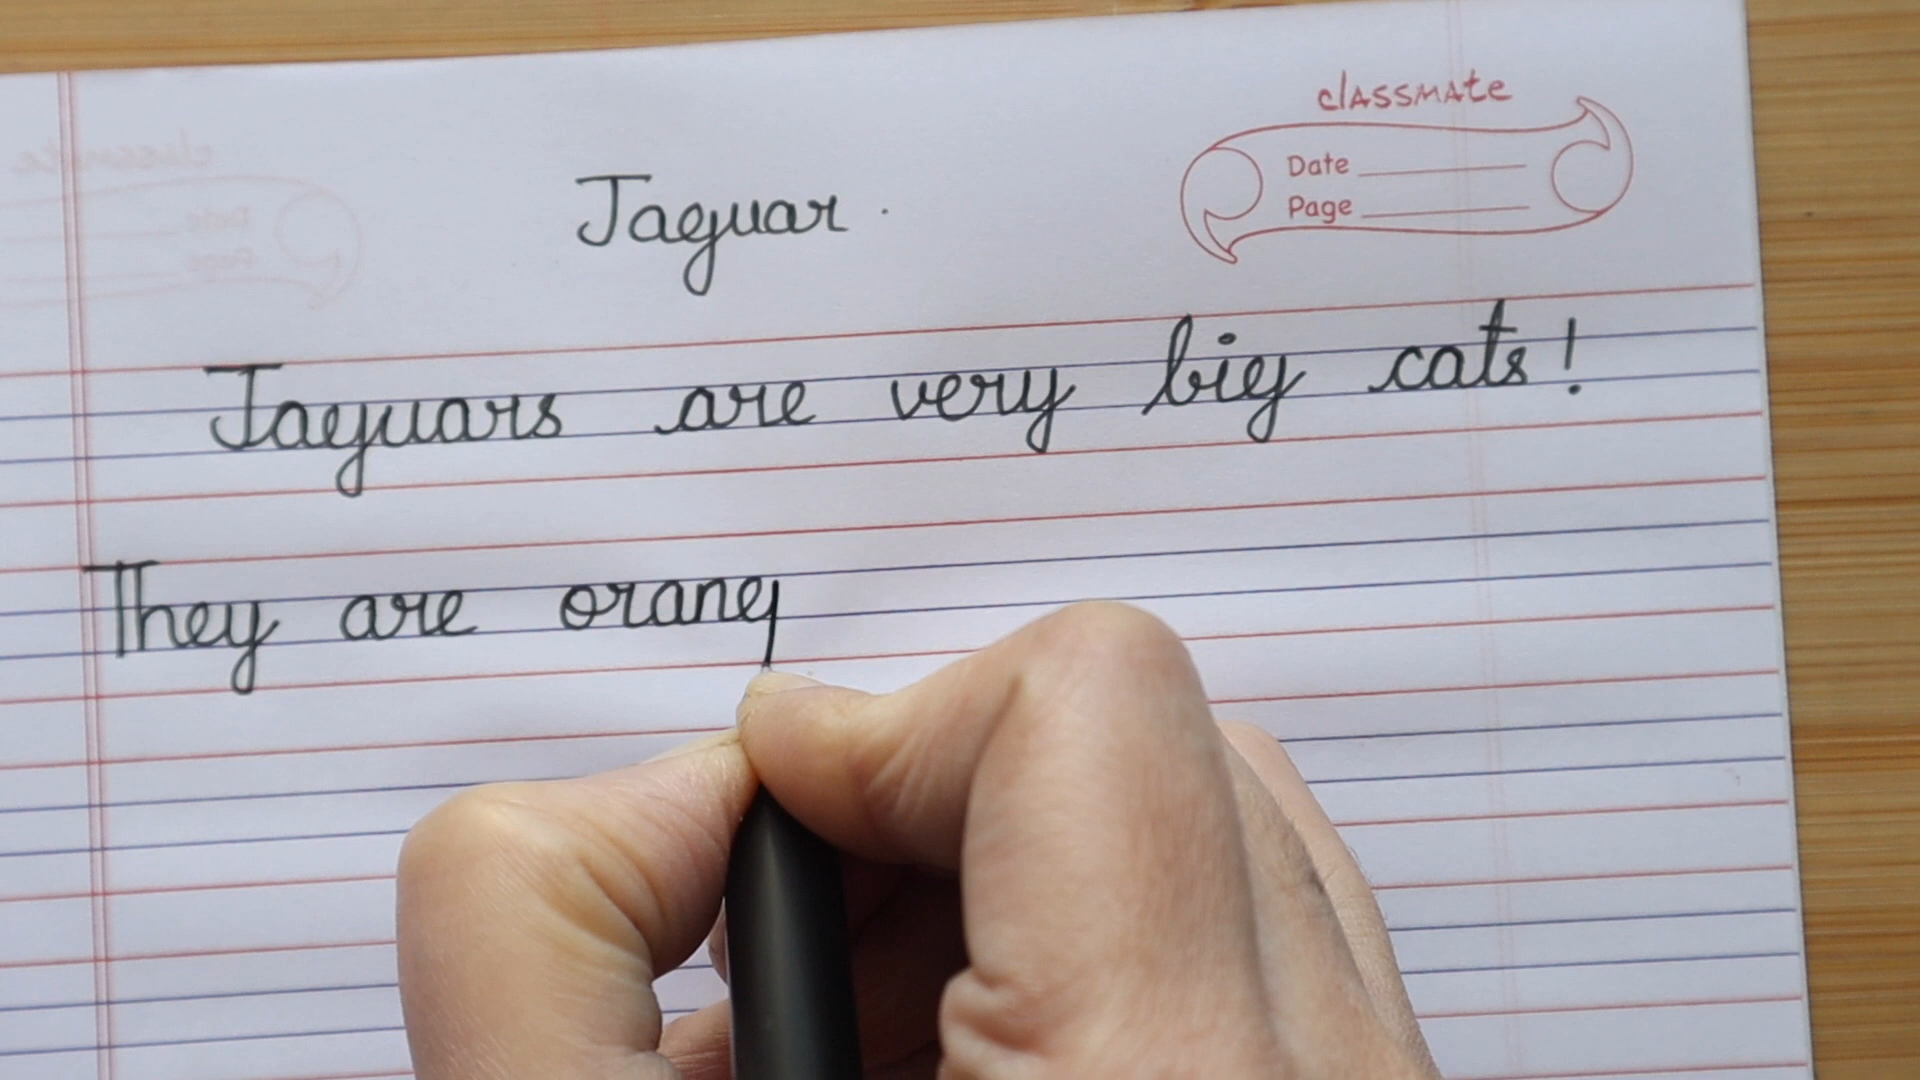 classmate
Date
Page
Jaguar.
Jaguars are very big cats!
They are orang